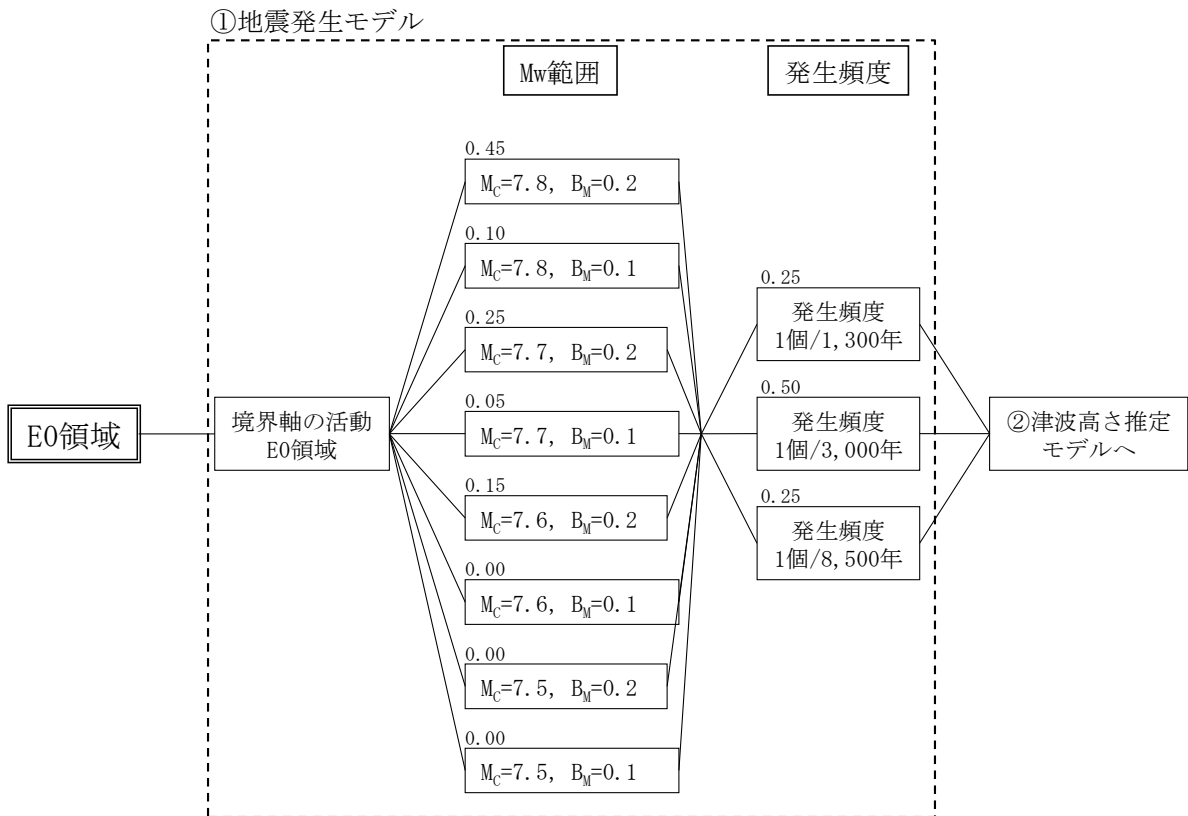 ①地震発生モデル
Mw範囲
発生頻度
0.45
M_C=7.8, B_M=0.2
0.10
M_C=7.8, B_M=0.1
0.25
M_C=7.7, B_M=0.2
0.05
M_C=7.7, B_M=0.1
0.15
M_C=7.6, B_M=0.2
0.00
M_C=7.6, B_M=0.1
0.00
M_C=7.5, B_M=0.2
0.00
M_C=7.5, B_M=0.1
E0領域
境界軸の活動
E0領域
0.25
発生頻度
1個/1,300年
0.50
発生頻度
1個/3,000年
0.25
発生頻度
1個/8,500年
②津波高さ推定
モデルへ